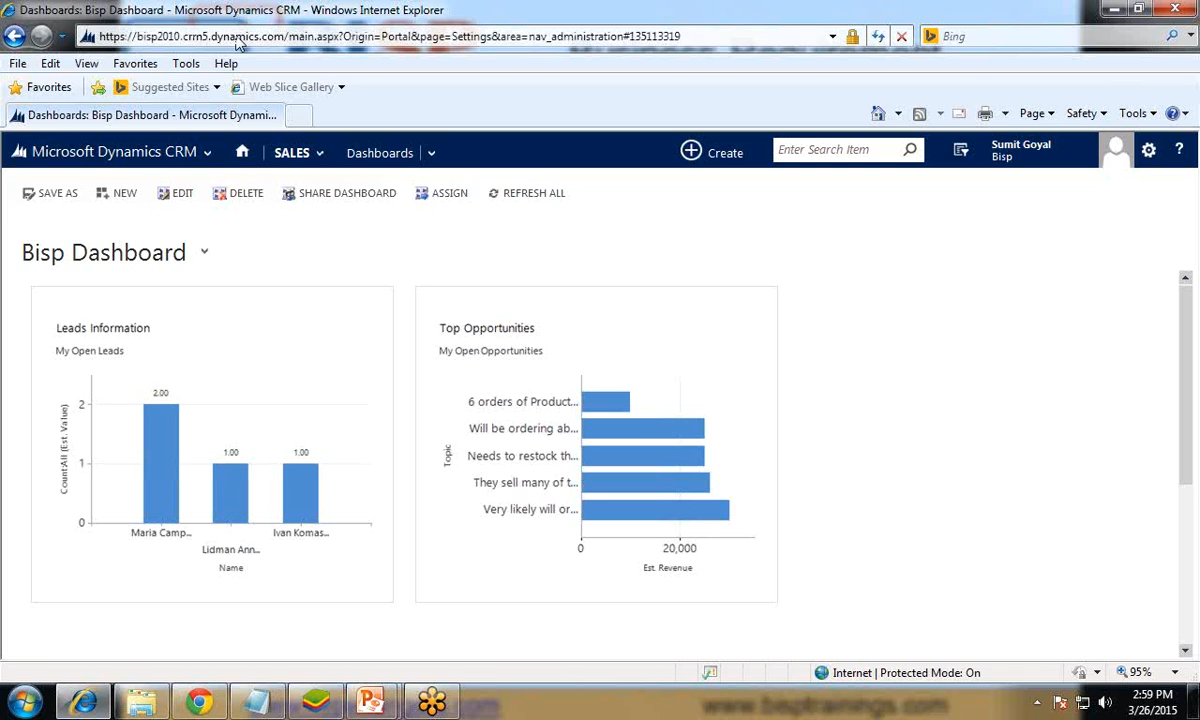 Dashboards: Bisp Dashboard - Microsoft Dynamics CRM - Windows Internet Explorer
https://bisp2010.crm5.dynamics.com/main.aspx?Origin=Portal&page=Settings&area=nav_administration#135113319
Bing
File Edit View Favorites Tools Help
Favorites Suggested Sites Web Slice Gallery
Dashboards: Bisp Dashboard - Microsoft Dynami...
Page Safety Tools
Microsoft Dynamics CRM SALES Dashboards Create Enter Search Item Sumit Goyal ?
Bisp
SAVE AS NEW EDIT DELETE SHARE DASHBOARD ASSIGN REFRESH ALL
Bisp Dashboard
Leads Information
My Open Leads
Count:All (Est. Value)
2
1
0
2.00
1.00
1.00
Maria Camp...
Lidman Ann...
Ivan Komas...
Name
Top Opportunities
My Open Opportunities
Topic
6 orders of Product...
Will be ordering ab...
Needs to restock th...
They sell many of t...
Very likely will or...
0 20,000
Est. Revenue
Internet | Protected Mode: On 95%
.com
www.bisptrainings.com
2:59 PM
3/26/2015